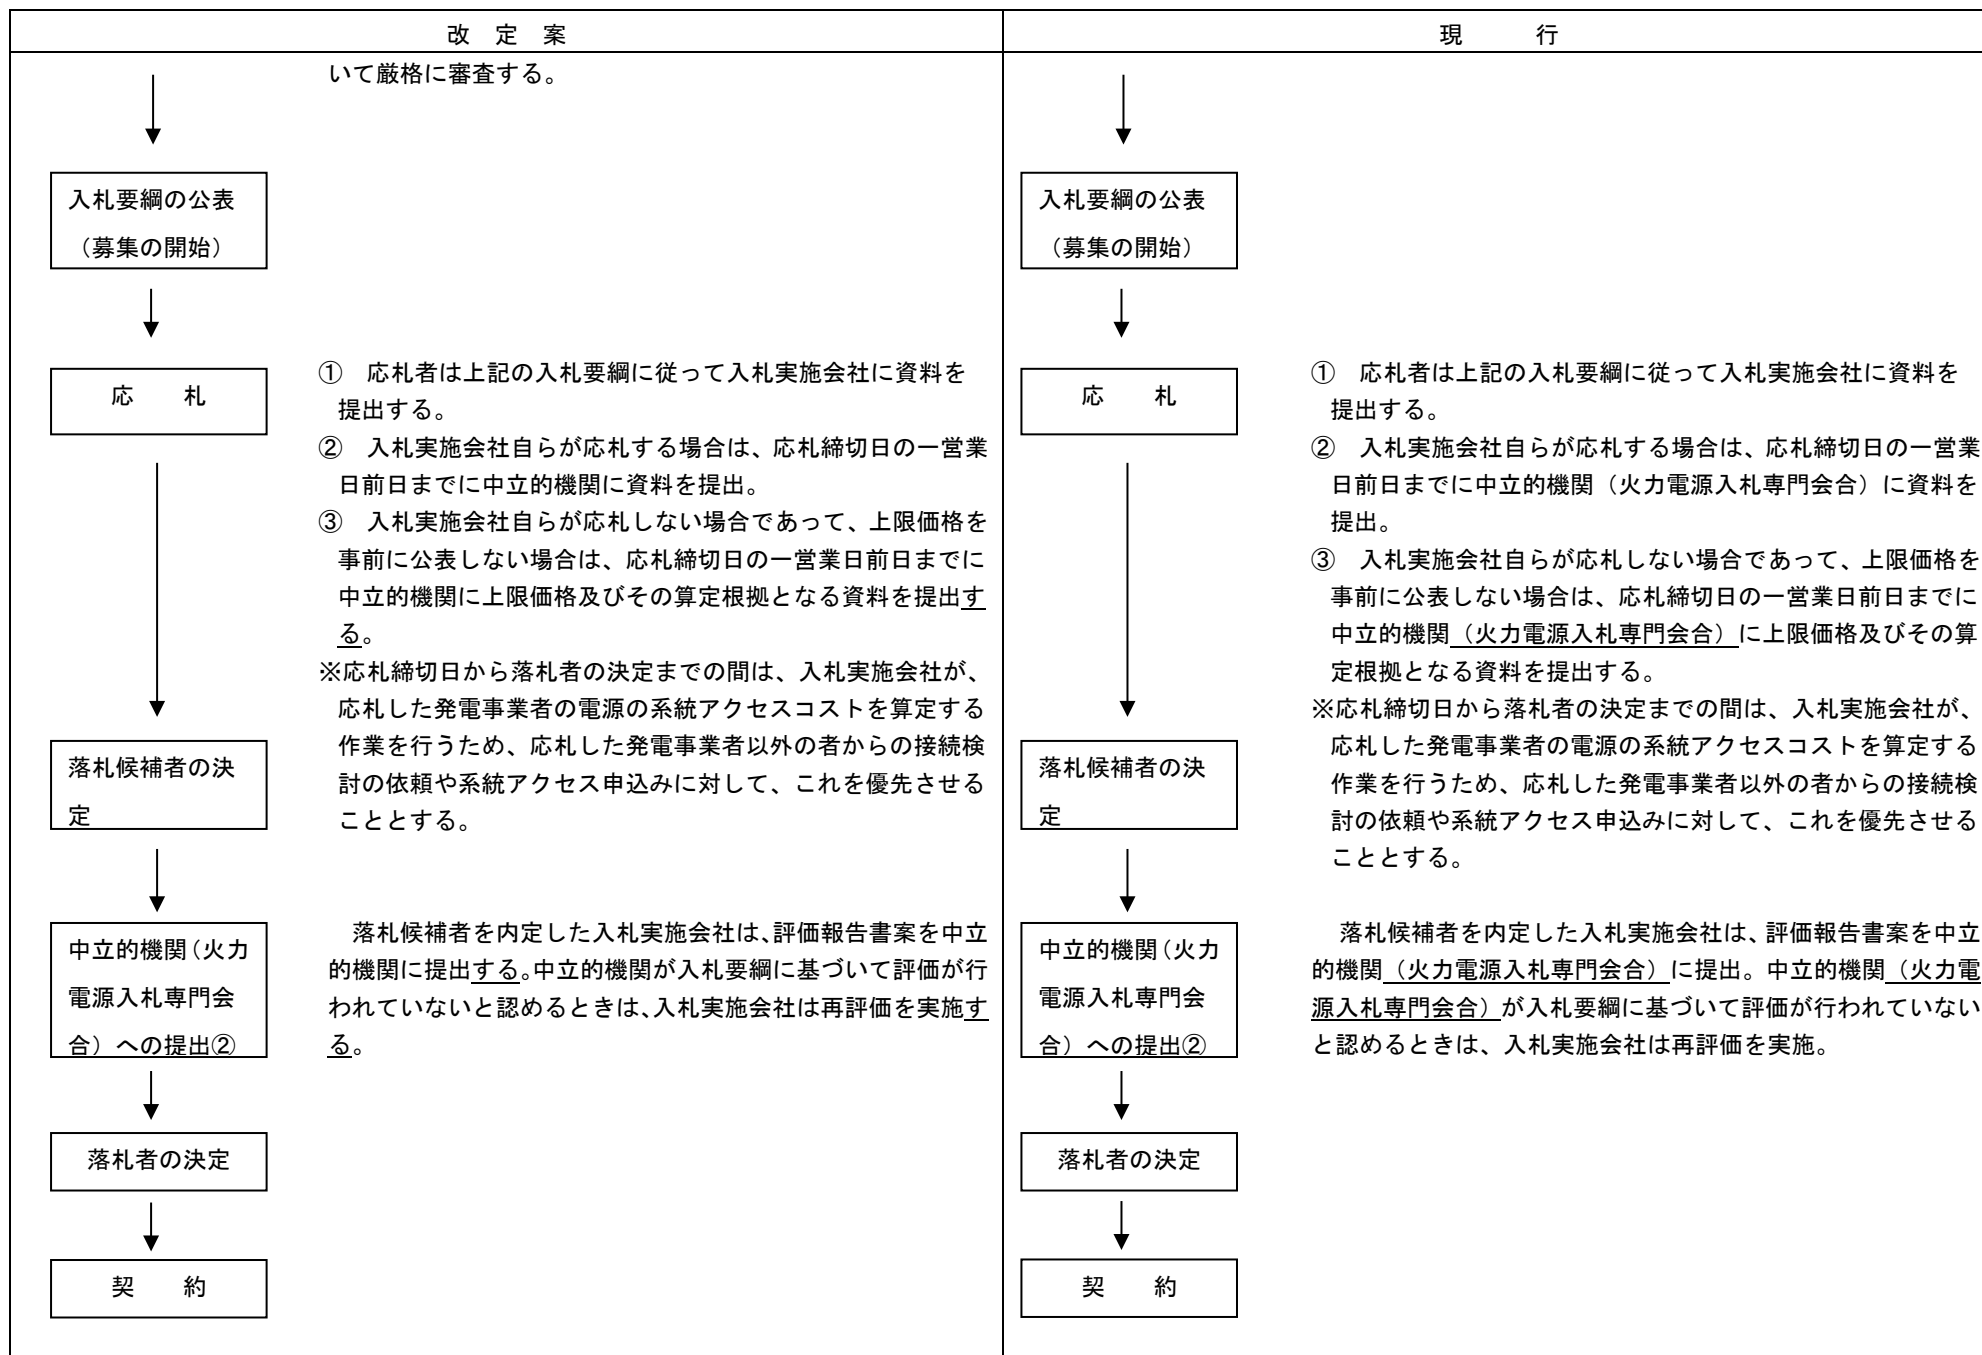 改　定　案
いて厳格に審査する。
入札要綱の公表
（募集の開始）
応　　札
① 応札者は上記の入札要綱に従って入札実施会社に資料を
提出する。
② 入札実施会社自らが応札する場合は、応札締切日の一営業
日前日までに中立的機関に資料を提出。
③ 入札実施会社自らが応札しない場合であって、上限価格を
事前に公表しない場合は、応札締切日の一営業日前日までに
中立的機関に上限価格及びその算定根拠となる資料を提出す
る。
※応札締切日から落札者の決定までの間は、入札実施会社が、
応札した発電事業者の電源の系統アクセスコストを算定する
作業を行うため、応札した発電事業者以外の者からの接続検
討の依頼や系統アクセス申込みに対して、これを優先させる
こととする。
落札候補者の決
定
中立的機関（火力
電源入札専門会
合）への提出②
落札候補者を内定した入札実施会社は、評価報告書案を中立
的機関に提出する。中立的機関が入札要綱に基づいて評価が行
われていないと認めるときは、入札実施会社は再評価を実施す
る。
落札者の決定
契　　約
現　　行
入札要綱の公表
（募集の開始）
応　　札
① 応札者は上記の入札要綱に従って入札実施会社に資料を
提出する。
② 入札実施会社自らが応札する場合は、応札締切日の一営業
日前日までに中立的機関（火力電源入札専門会合）に資料を
提出。
③ 入札実施会社自らが応札しない場合であって、上限価格を
事前に公表しない場合は、応札締切日の一営業日前日までに
中立的機関（火力電源入札専門会合）に上限価格及びその算
定根拠となる資料を提出する。
※応札締切日から落札者の決定までの間は、入札実施会社が、
応札した発電事業者の電源の系統アクセスコストを算定する
作業を行うため、応札した発電事業者以外の者からの接続検
討の依頼や系統アクセス申込みに対して、これを優先させる
こととする。
落札候補者の決
定
中立的機関（火力
電源入札専門会
合）への提出②
落札候補者を内定した入札実施会社は、評価報告書案を中立
的機関（火力電源入札専門会合）に提出。中立的機関（火力電
源入札専門会合）が入札要綱に基づいて評価が行われていない
と認めるときは、入札実施会社は再評価を実施。
落札者の決定
契　　約